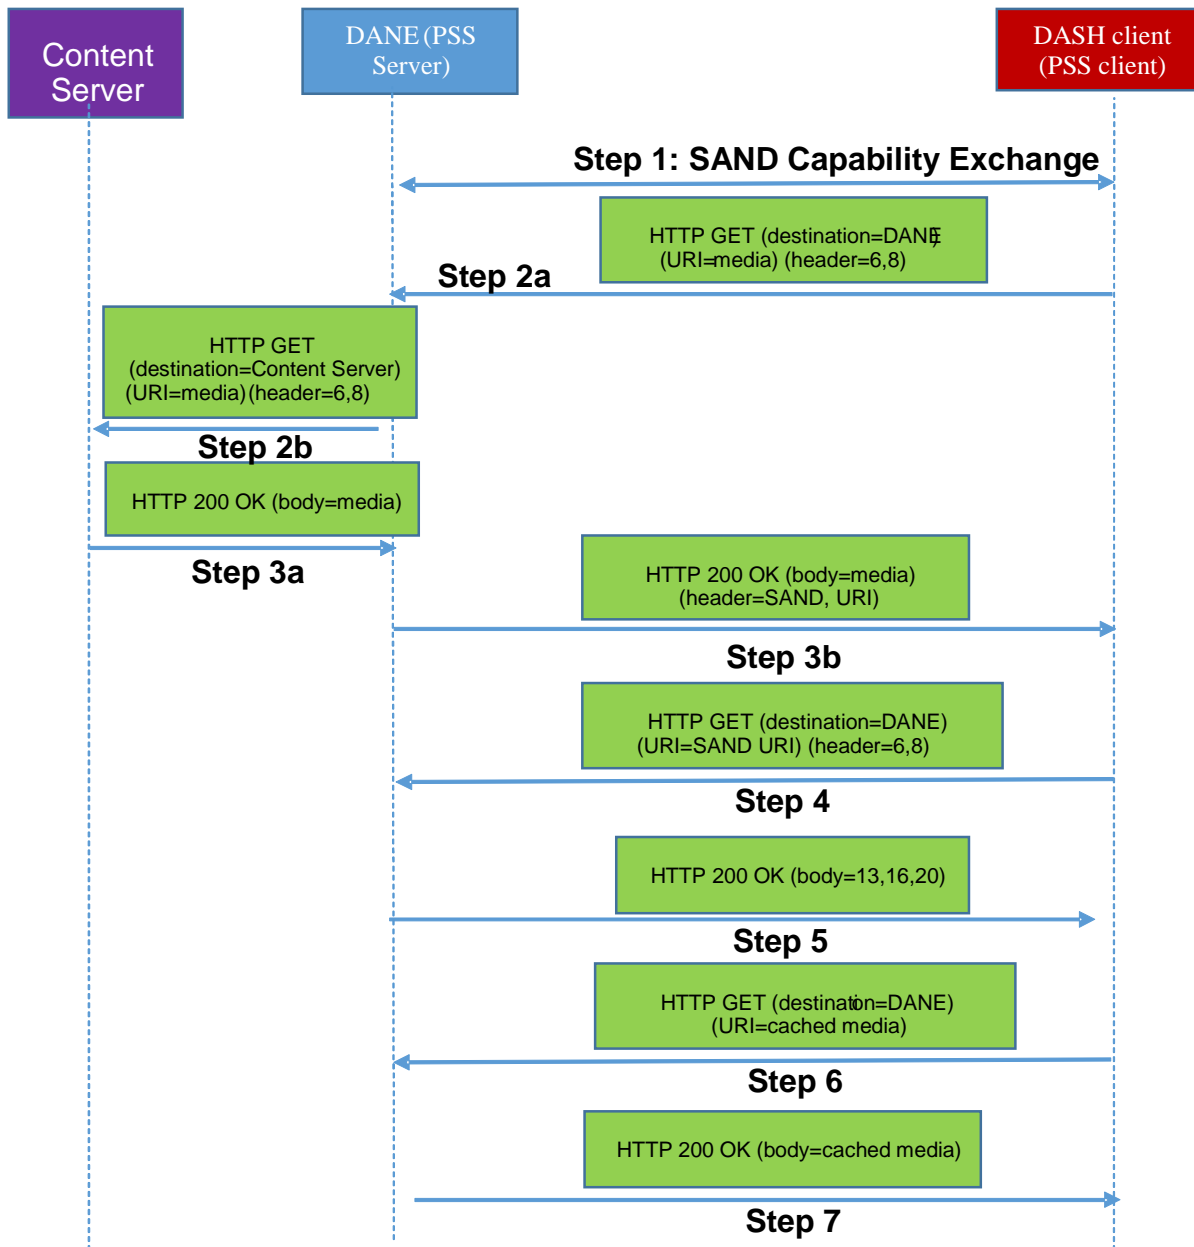 Content
Server
DANE (PSS
Server)
DASH client
(PSS client)
Step 1: SAND Capability Exchange
HTTP GET (destination=DANE)
(URI=media) (header=6,8)
Step 2a
HTTP GET
(destination=Content Server)
(URI=media) (header=6,8)
Step 2b
HTTP 200 OK (body=media)
Step 3a
HTTP 200 OK (body=media)
(header=SAND, URI)
Step 3b
HTTP GET (destination=DANE)
(URI=SAND URI) (header=6,8)
Step 4
HTTP 200 OK (body=13,16,20)
Step 5
HTTP GET (destination=DANE)
(URI=cached media)
Step 6
HTTP 200 OK (body=cached media)
Step 7